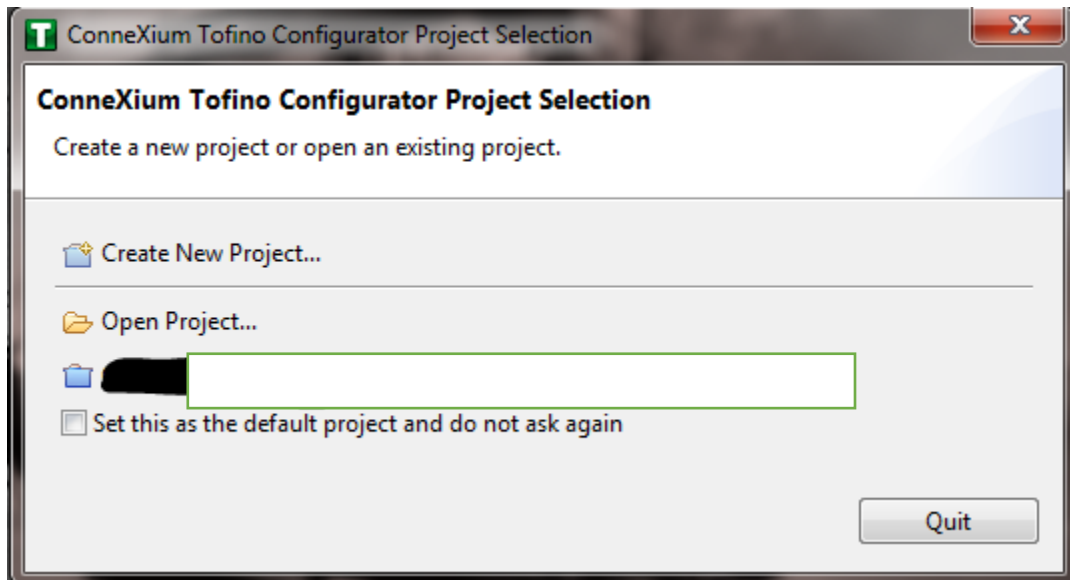 ConneXium Tofino Configurator Project Selection
ConneXium Tofino Configurator Project Selection
Create a new project or open an existing project.
Create New Project...
Open Project...
Set this as the default project and do not ask again
Quit